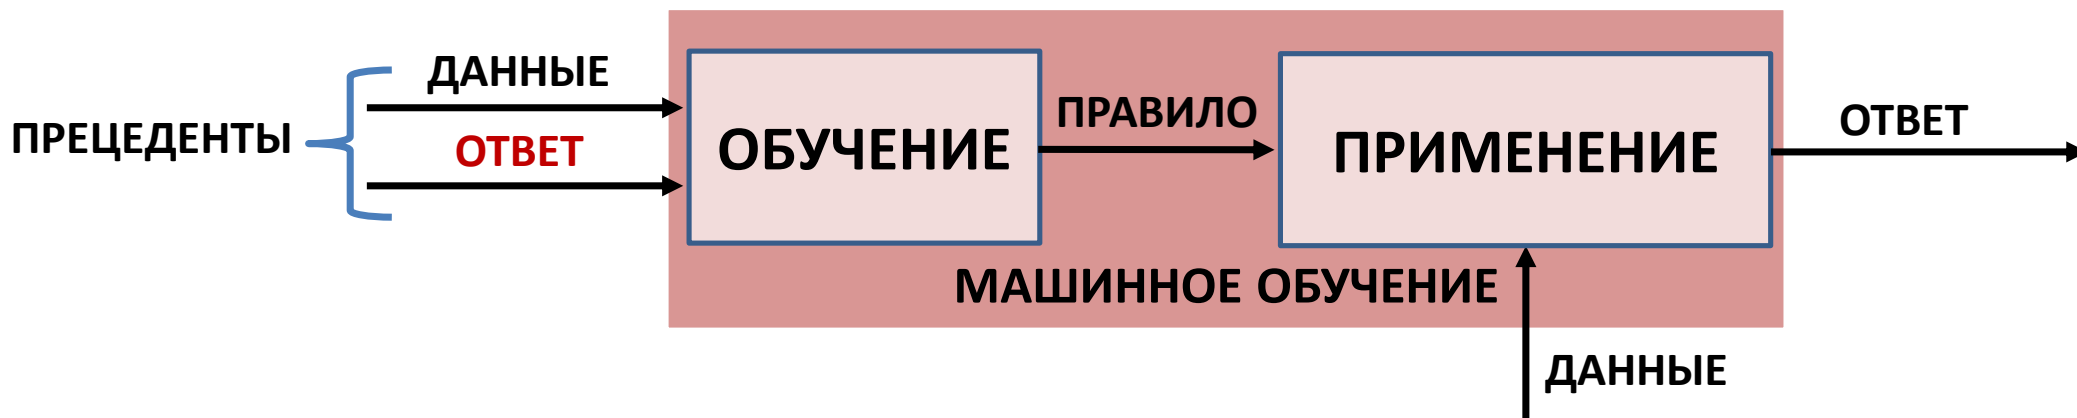 ПРЕЦЕДЕНТЫ
ДАННЫЕ
ОТВЕТ
ОБУЧЕНИЕ
ПРАВИЛО
ПРИМЕНЕНИЕ
ОТВЕТ
МАШИННОЕ ОБУЧЕНИЕ
ДАННЫЕ